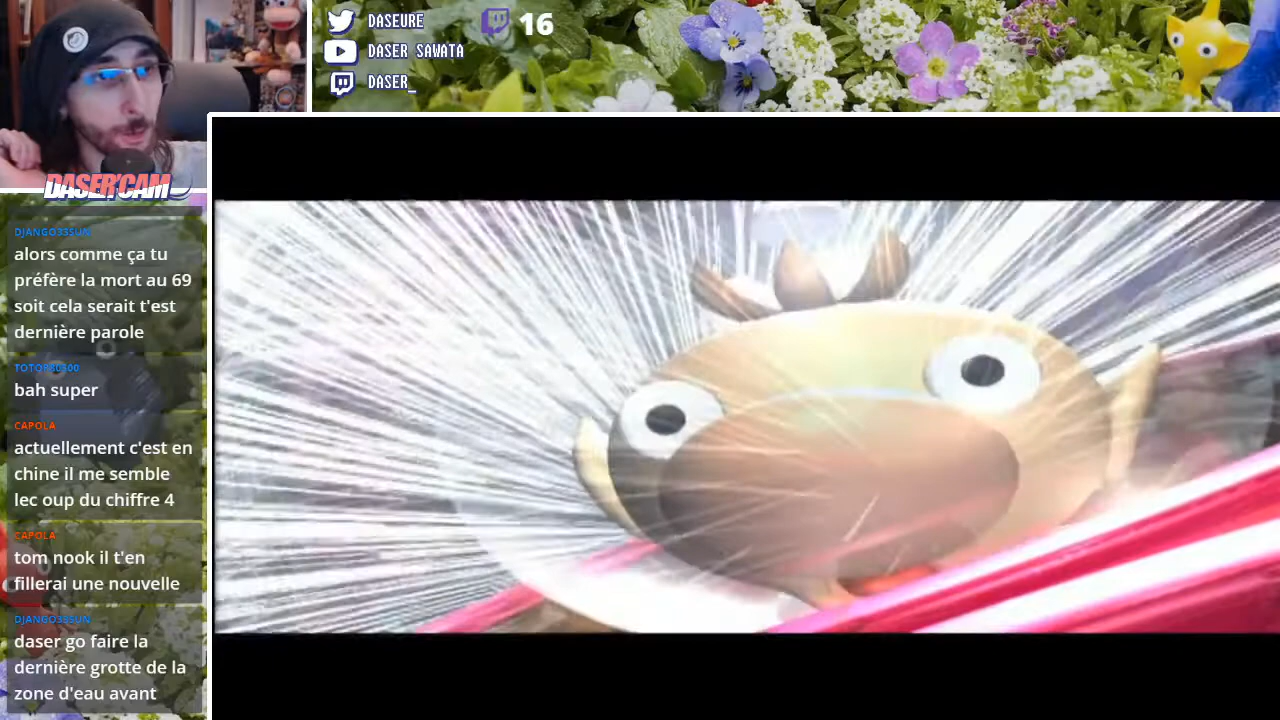 DASEURE
16
DASER SAWATA
DASER_
DASER'CAM
DJANGO33SUN
alors comme ça tu
préfère la mort au 69
soit cela serait t'est
dernière parole
bah super
CAPOLA
actuellement c'est en
chine il me semble
lec oup du chiffre 4
CAPOLA
tom nook il t'en
fillerai une nouvelle
DJANGO33SUN
daser go faire la
dernière grotte de la
zone d'eau avant